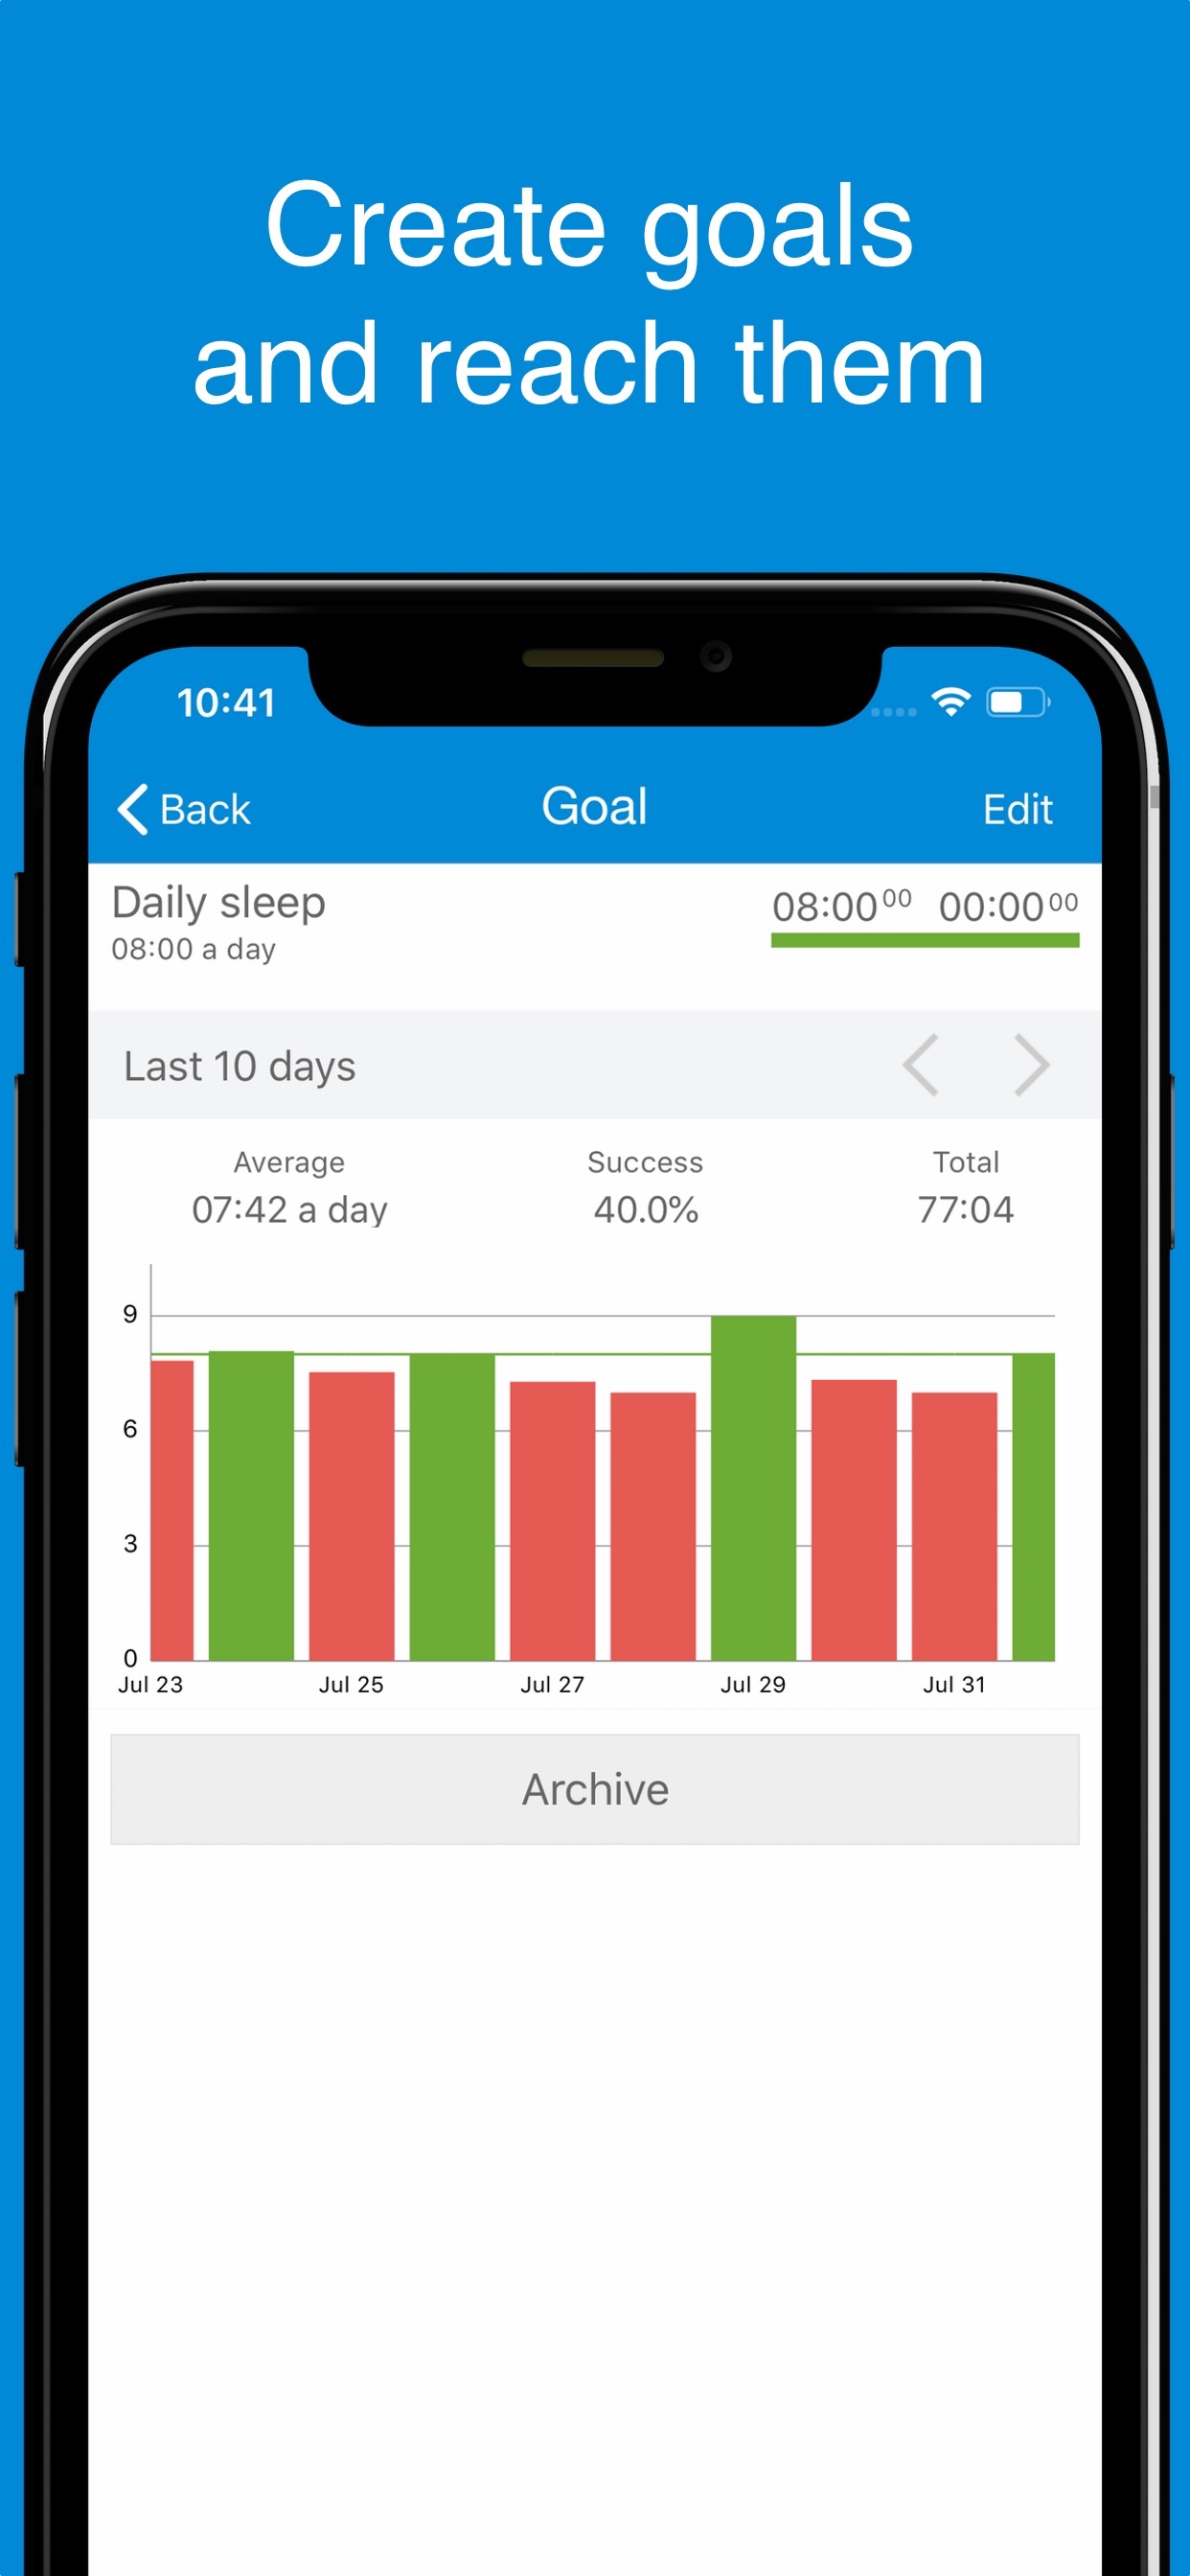 Create goals
and reach them
10:41
Back Goal Edit
Daily sleep 08:00 00 00:00 00
08:00 a day
Last 10 days
Average Success Total
07:42 a day 40.0% 77:04
9
6
3
0
Jul 23 Jul 25 Jul 27 Jul 29 Jul 31
Archive